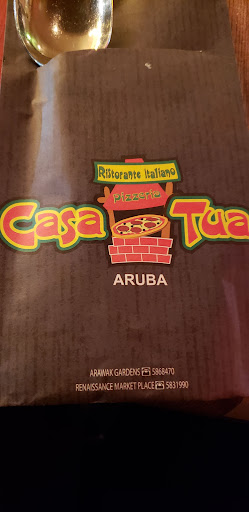 Ristorante Italiano
pizzeria
Casa Tua
ARUBA
ARAWAK GARDENS ☎ 5868470
RENAISSANCE MARKET PLACE ☎ 5831990